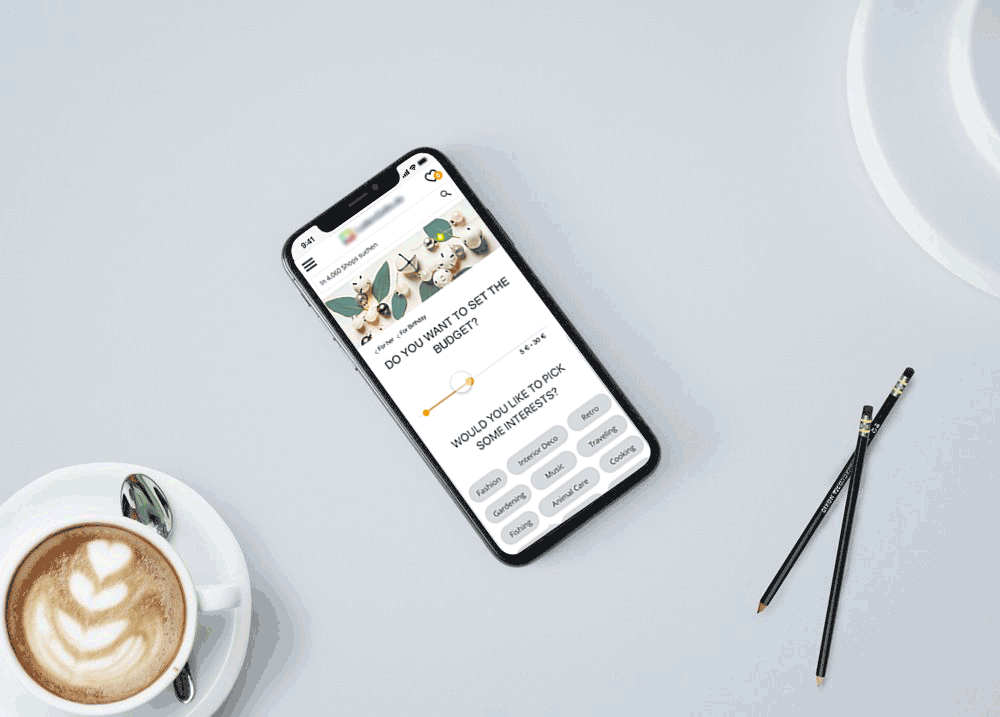 9:41
In 4.060 Shops suchen
‹ For her ‹ For Birthday
DO YOU WANT TO SET THE
BUDGET?
5 € - 30 €
WOULD YOU LIKE TO PICK
SOME INTERESTS?
Fashion Interior Deco Retro
Gardening Music Traveling
Fishing Animal Care Cooking